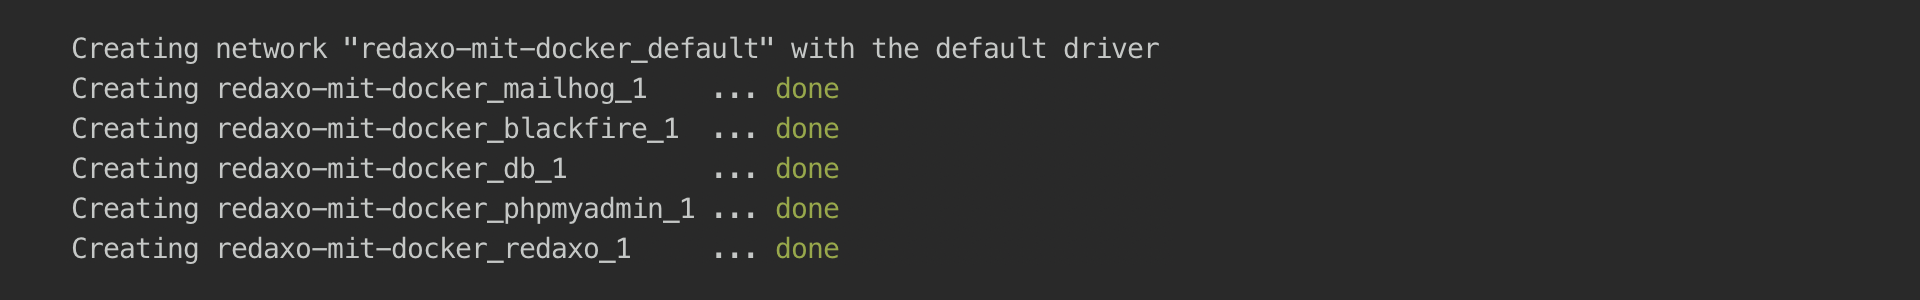 Creating network "redaxo-mit-docker_default" with the default driver
Creating redaxo-mit-docker_mailhog_1    ... done
Creating redaxo-mit-docker_blackfire_1  ... done
Creating redaxo-mit-docker_db_1         ... done
Creating redaxo-mit-docker_phpmyadmin_1 ... done
Creating redaxo-mit-docker_redaxo_1     ... done